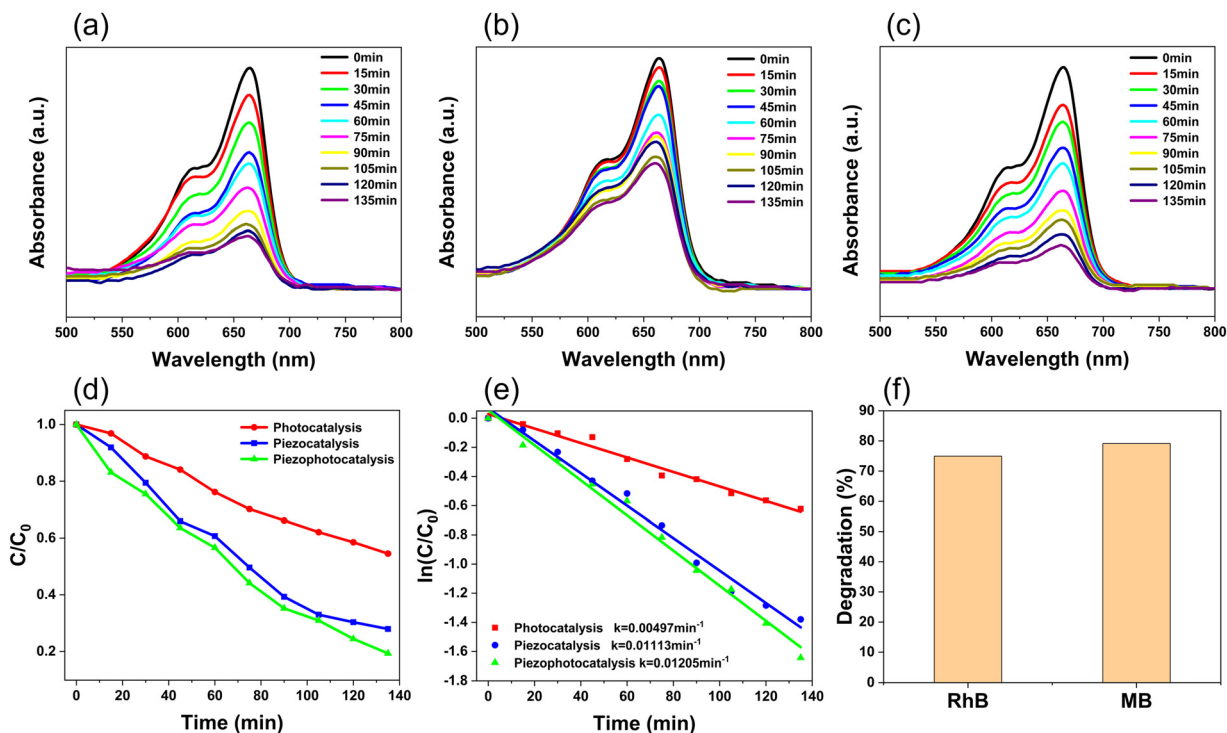 (a)
Absorbance (a.u.)
0min
15min
30min
45min
60min
75min
90min
105min
120min
135min
500 550 600 650 700 750 800
Wavelength (nm)
(b)
Absorbance (a.u.)
0min
15min
30min
45min
60min
75min
90min
105min
120min
135min
500 550 600 650 700 750 800
Wavelength (nm)
(c)
Absorbance (a.u.)
0min
15min
30min
45min
60min
75min
90min
105min
120min
135min
500 550 600 650 700 750 800
Wavelength (nm)
(d)
C/C₀
1.0
0.8
0.6
0.4
0.2
Photocatalysis
Piezocatalysis
Piezophotocatalysis
0 20 40 60 80 100 120 140
Time (min)
(e)
ln(C/C₀)
0.0
-0.2
-0.4
-0.6
-0.8
-1.0
-1.2
-1.4
-1.6
-1.8
Photocatalysis k=0.00497min⁻¹
Piezocatalysis k=0.01113min⁻¹
Piezophotocatalysis k=0.01205min⁻¹
0 20 40 60 80 100 120 140
Time (min)
(f)
Degradation (%)
90
80
70
60
50
40
30
20
10
0
RhB MB